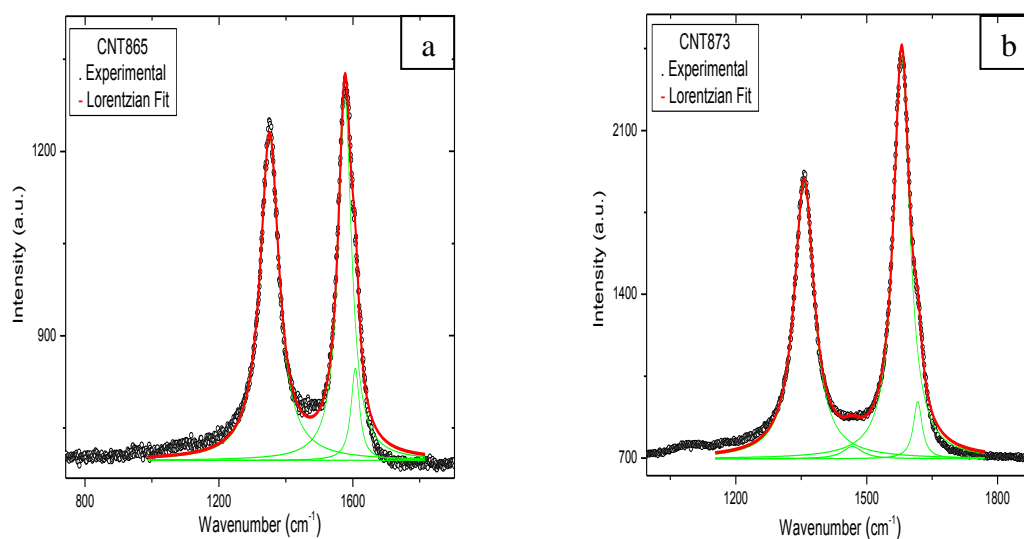 a
CNT865
. Experimental
- Lorentzian Fit
1200
900
Intensity (a.u.)
800
1200
1600
Wavenumber (cm⁻¹)
b
CNT873
. Experimental
- Lorentzian Fit
2100
1400
700
Intensity (a.u.)
1200
1500
1800
Wavenumber (cm⁻¹)